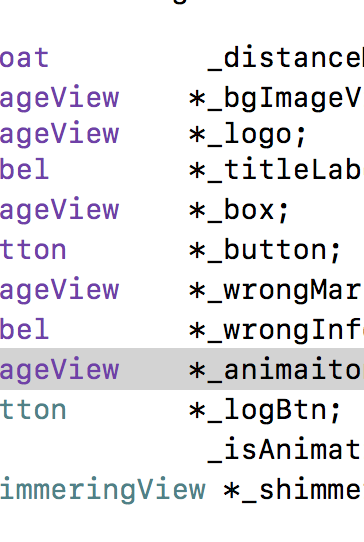 oat _distance
ageView *_bgImageV
ageView *_logo;
bel *_titleLab
ageView *_box;
tton *_button;
ageView *_wrongMar
bel *_wrongInf
ageView *_animaito
tton *_logBtn;
_isAnimat
immeringView *_shimme